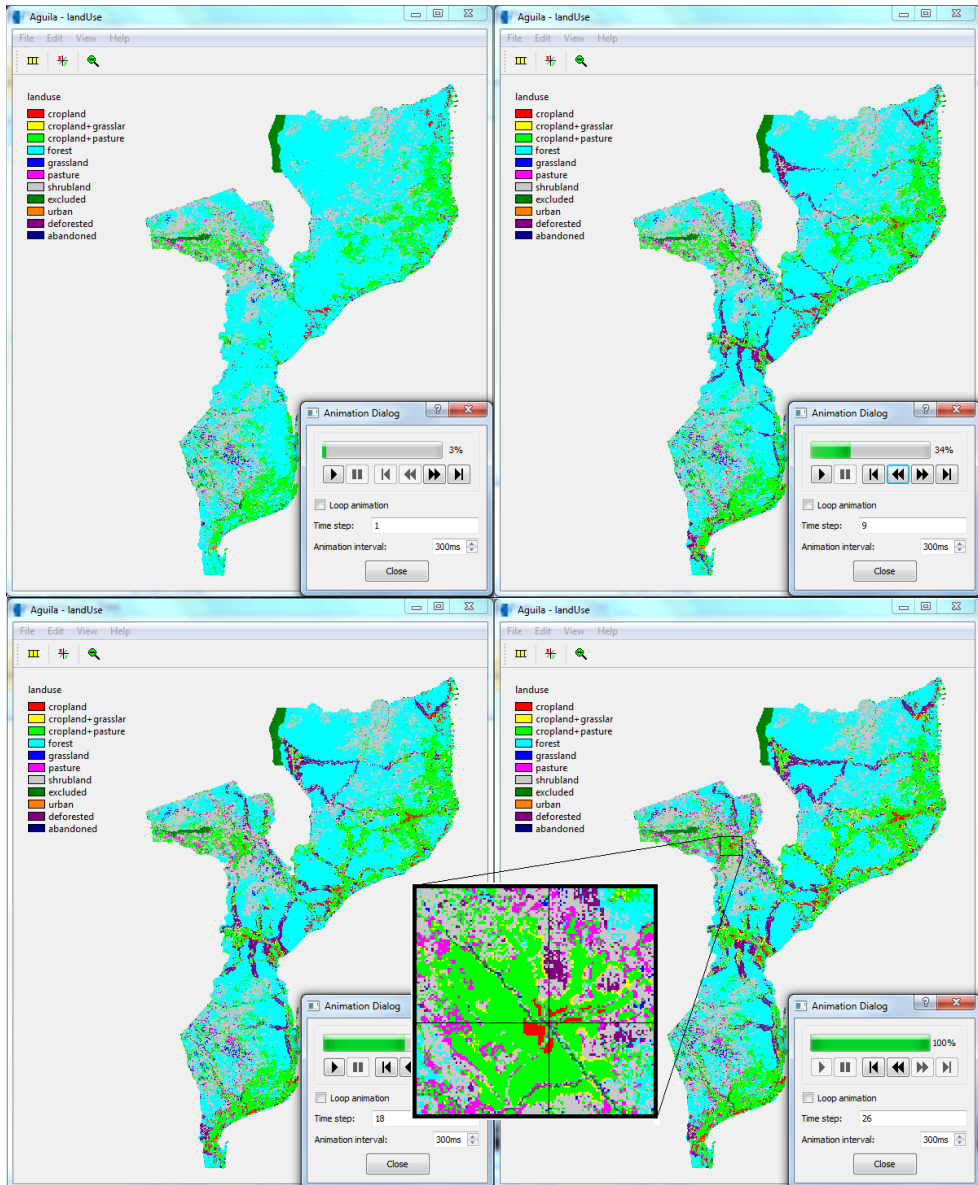 Aguila - landUse
File Edit View Help
landuse
cropland
cropland+grasslar
cropland+pasture
forest
grassland
pasture
shrubland
excluded
urban
deforested
abandoned
Animation Dialog
3%
Loop animation
Time step: 1
Animation interval: 300ms
Close
Aguila - landUse
File Edit View Help
landuse
cropland
cropland+grasslar
cropland+pasture
forest
grassland
pasture
shrubland
excluded
urban
deforested
abandoned
Animation Dialog
34%
Loop animation
Time step: 9
Animation interval: 300ms
Close
Aguila - landUse
File Edit View Help
landuse
cropland
cropland+grasslar
cropland+pasture
forest
grassland
pasture
shrubland
excluded
urban
deforested
abandoned
Animation Dialog
Loop animation
Time step: 18
Animation interval: 300ms
Close
Aguila - landUse
File Edit View Help
landuse
cropland
cropland+grasslar
cropland+pasture
forest
grassland
pasture
shrubland
excluded
urban
deforested
abandoned
Animation Dialog
100%
Loop animation
Time step: 26
Animation interval: 300ms
Close